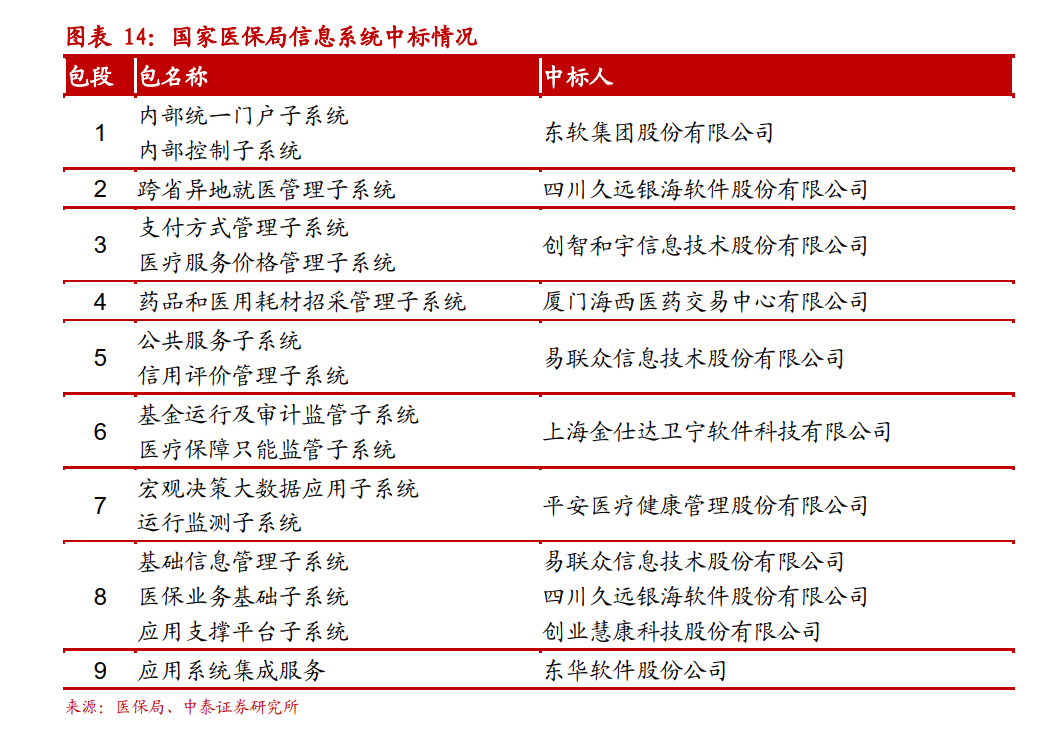 图表 14：国家医保局信息系统中标情况
包段 包名称 中标人
1 内部统一门户子系统 东软集团股份有限公司
内部控制子系统
2 跨省异地就医管理子系统 四川久远银海软件股份有限公司
3 支付方式管理子系统 创智和宇信息技术股份有限公司
医疗服务价格管理子系统
4 药品和医用耗材招采管理子系统 厦门海西医药交易中心有限公司
5 公共服务子系统 易联众信息技术股份有限公司
信用评价管理子系统
6 基金运行及审计监管子系统 上海金仕达卫宁软件科技有限公司
医疗保障只能监管子系统
7 宏观决策大数据应用子系统 平安医疗健康管理股份有限公司
运行监测子系统
8 基础信息管理子系统 易联众信息技术股份有限公司
医保业务基础子系统 四川久远银海软件股份有限公司
应用支撑平台子系统 创业慧康科技股份有限公司
9 应用系统集成服务 东华软件股份公司
来源：医保局、中泰证券研究所